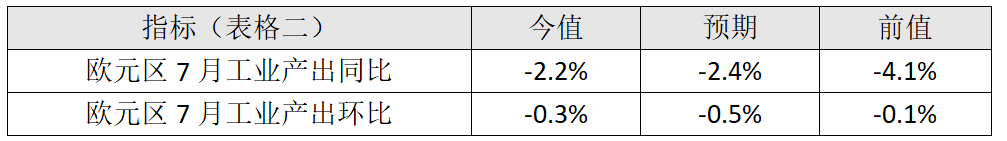 指标（表格二） 今值 预期 前值
欧元区 7 月工业产出同比 -2.2% -2.4% -4.1%
欧元区 7 月工业产出环比 -0.3% -0.5% -0.1%